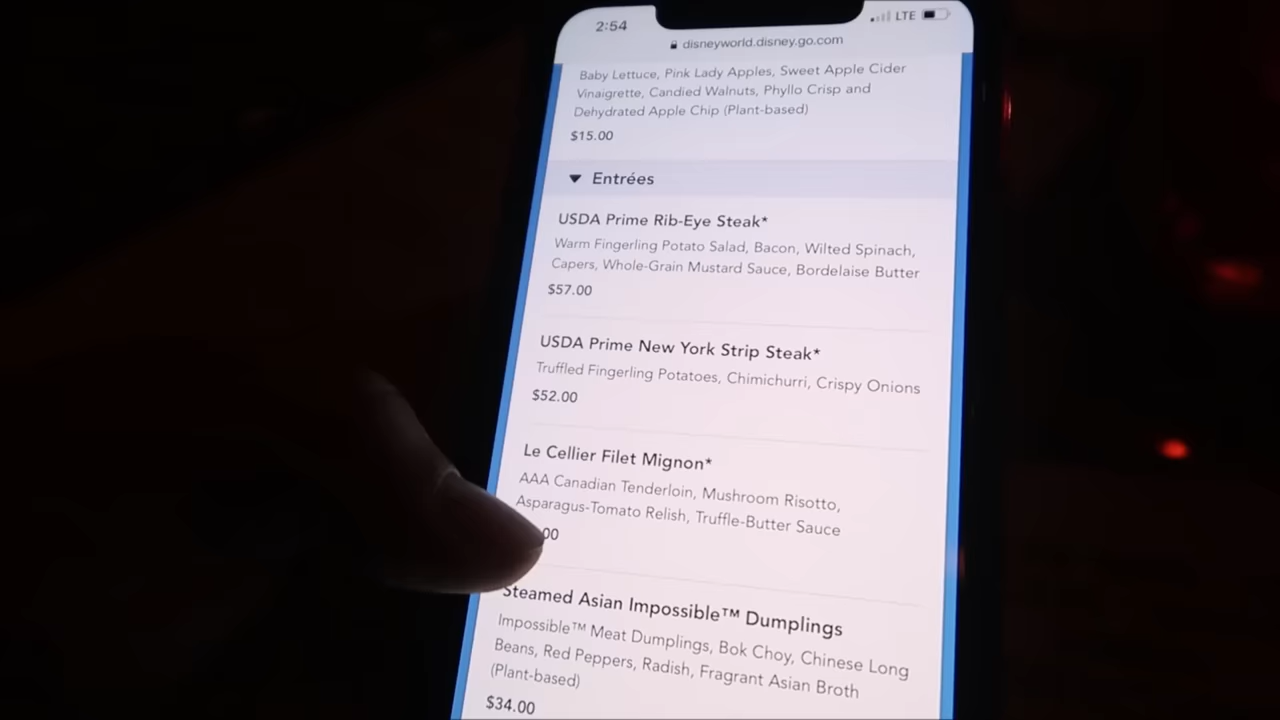 2:54
LTE
disneyworld.disney.go.com
Baby Lettuce, Pink Lady Apples, Sweet Apple Cider
Vinaigrette, Candied Walnuts, Phyllo Crisp and
Dehydrated Apple Chip (Plant-based)
$15.00
Entrées
USDA Prime Rib-Eye Steak*
Warm Fingerling Potato Salad, Bacon, Wilted Spinach,
Capers, Whole-Grain Mustard Sauce, Bordelaise Butter
$57.00
USDA Prime New York Strip Steak*
Truffled Fingerling Potatoes, Chimichurri, Crispy Onions
$52.00
Le Cellier Filet Mignon*
AAA Canadian Tenderloin, Mushroom Risotto,
Asparagus-Tomato Relish, Truffle-Butter Sauce
Steamed Asian Impossible™ Dumplings
Impossible™ Meat Dumplings, Bok Choy, Chinese Long
Beans, Red Peppers, Radish, Fragrant Asian Broth
(Plant-based)
$34.00